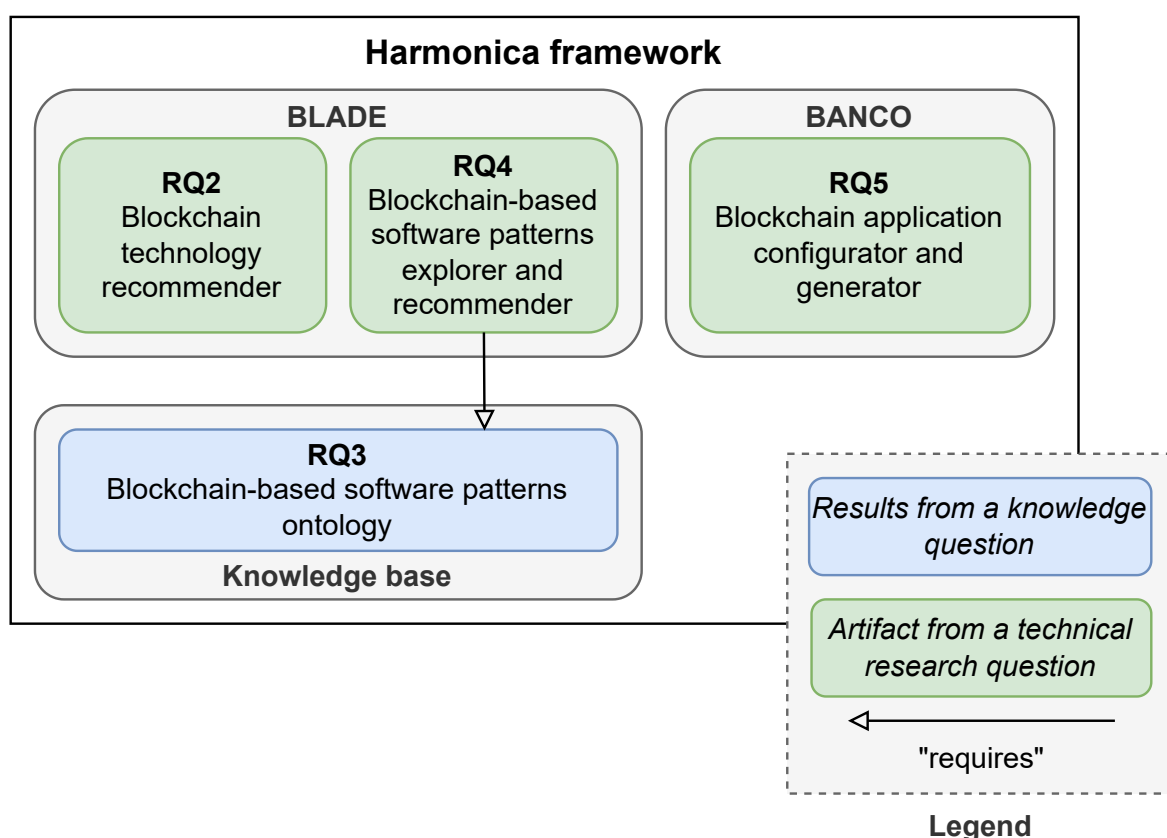 Harmonica framework
BLADE
RQ2
Blockchain
technology
recommender
RQ4
Blockchain-based
software patterns
explorer and
recommender
BANCO
RQ5
Blockchain application
configurator and
generator
RQ3
Blockchain-based software patterns
ontology
Knowledge base
Results from a knowledge
question
Artifact from a technical
research question
"requires"
Legend